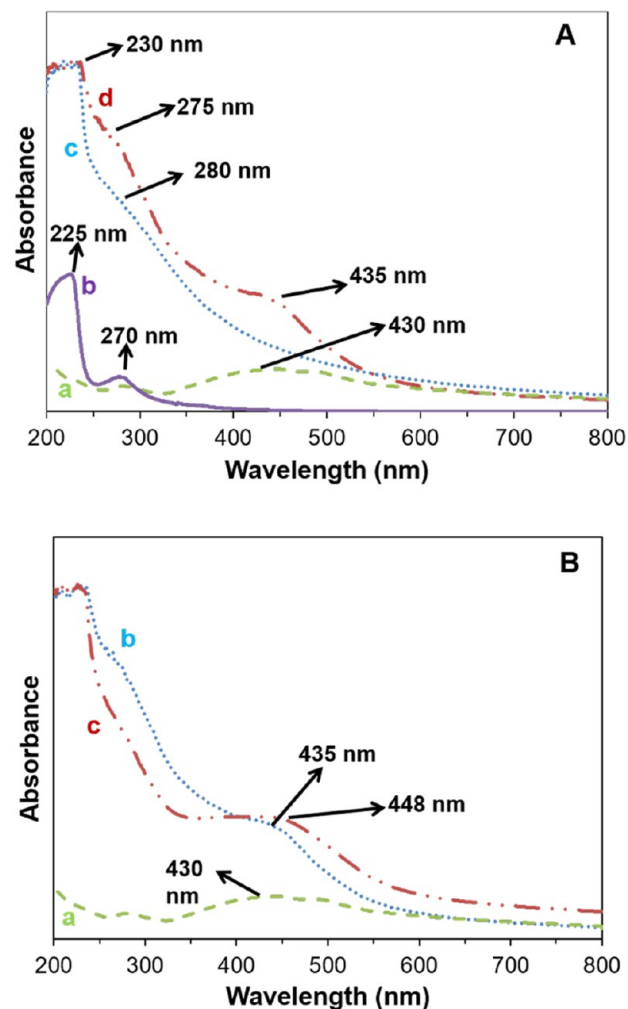 A
230 nm
d
275 nm
c
280 nm
225 nm
b
435 nm
270 nm
430 nm
a
Absorbance
200 300 400 500 600 700 800
Wavelength (nm)
B
b
c
435 nm
448 nm
430
nm
a
Absorbance
200 300 400 500 600 700 800
Wavelength (nm)